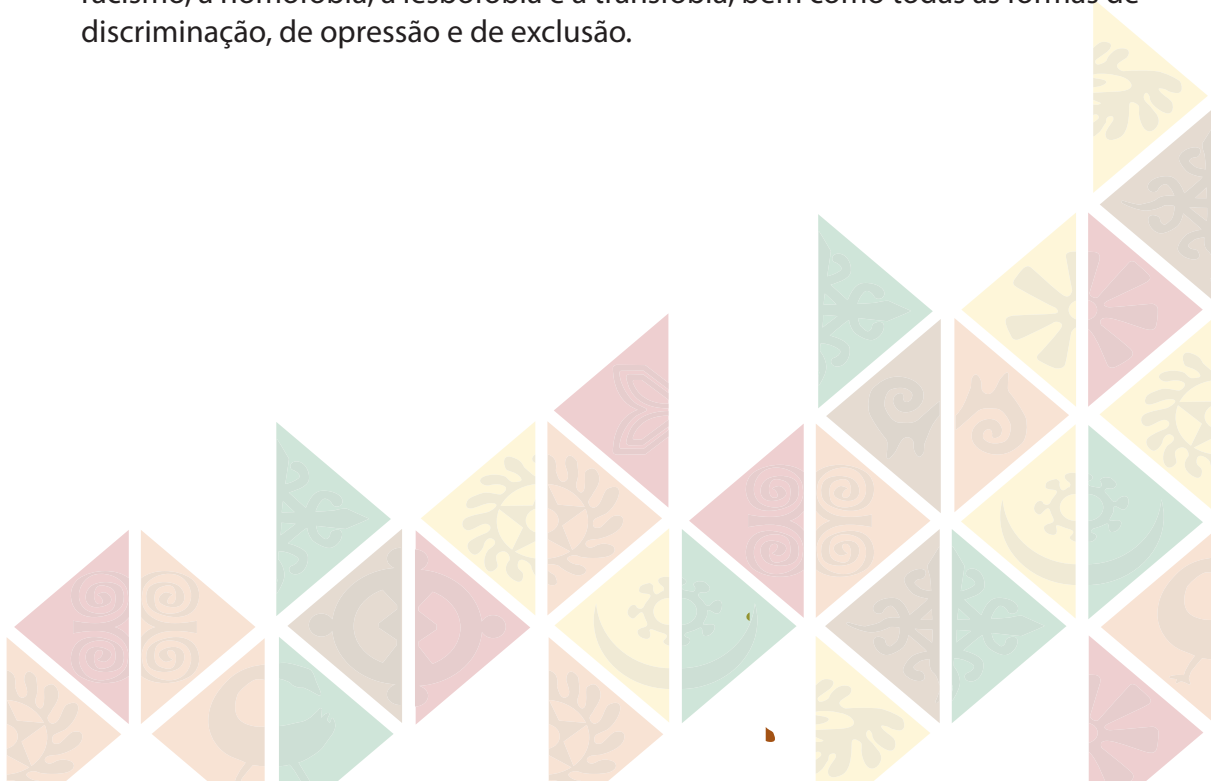 racismo, a homofobia, a lesbofobia e a transfobia, bem como todas as formas de
discriminação, de opressão e de exclusão.